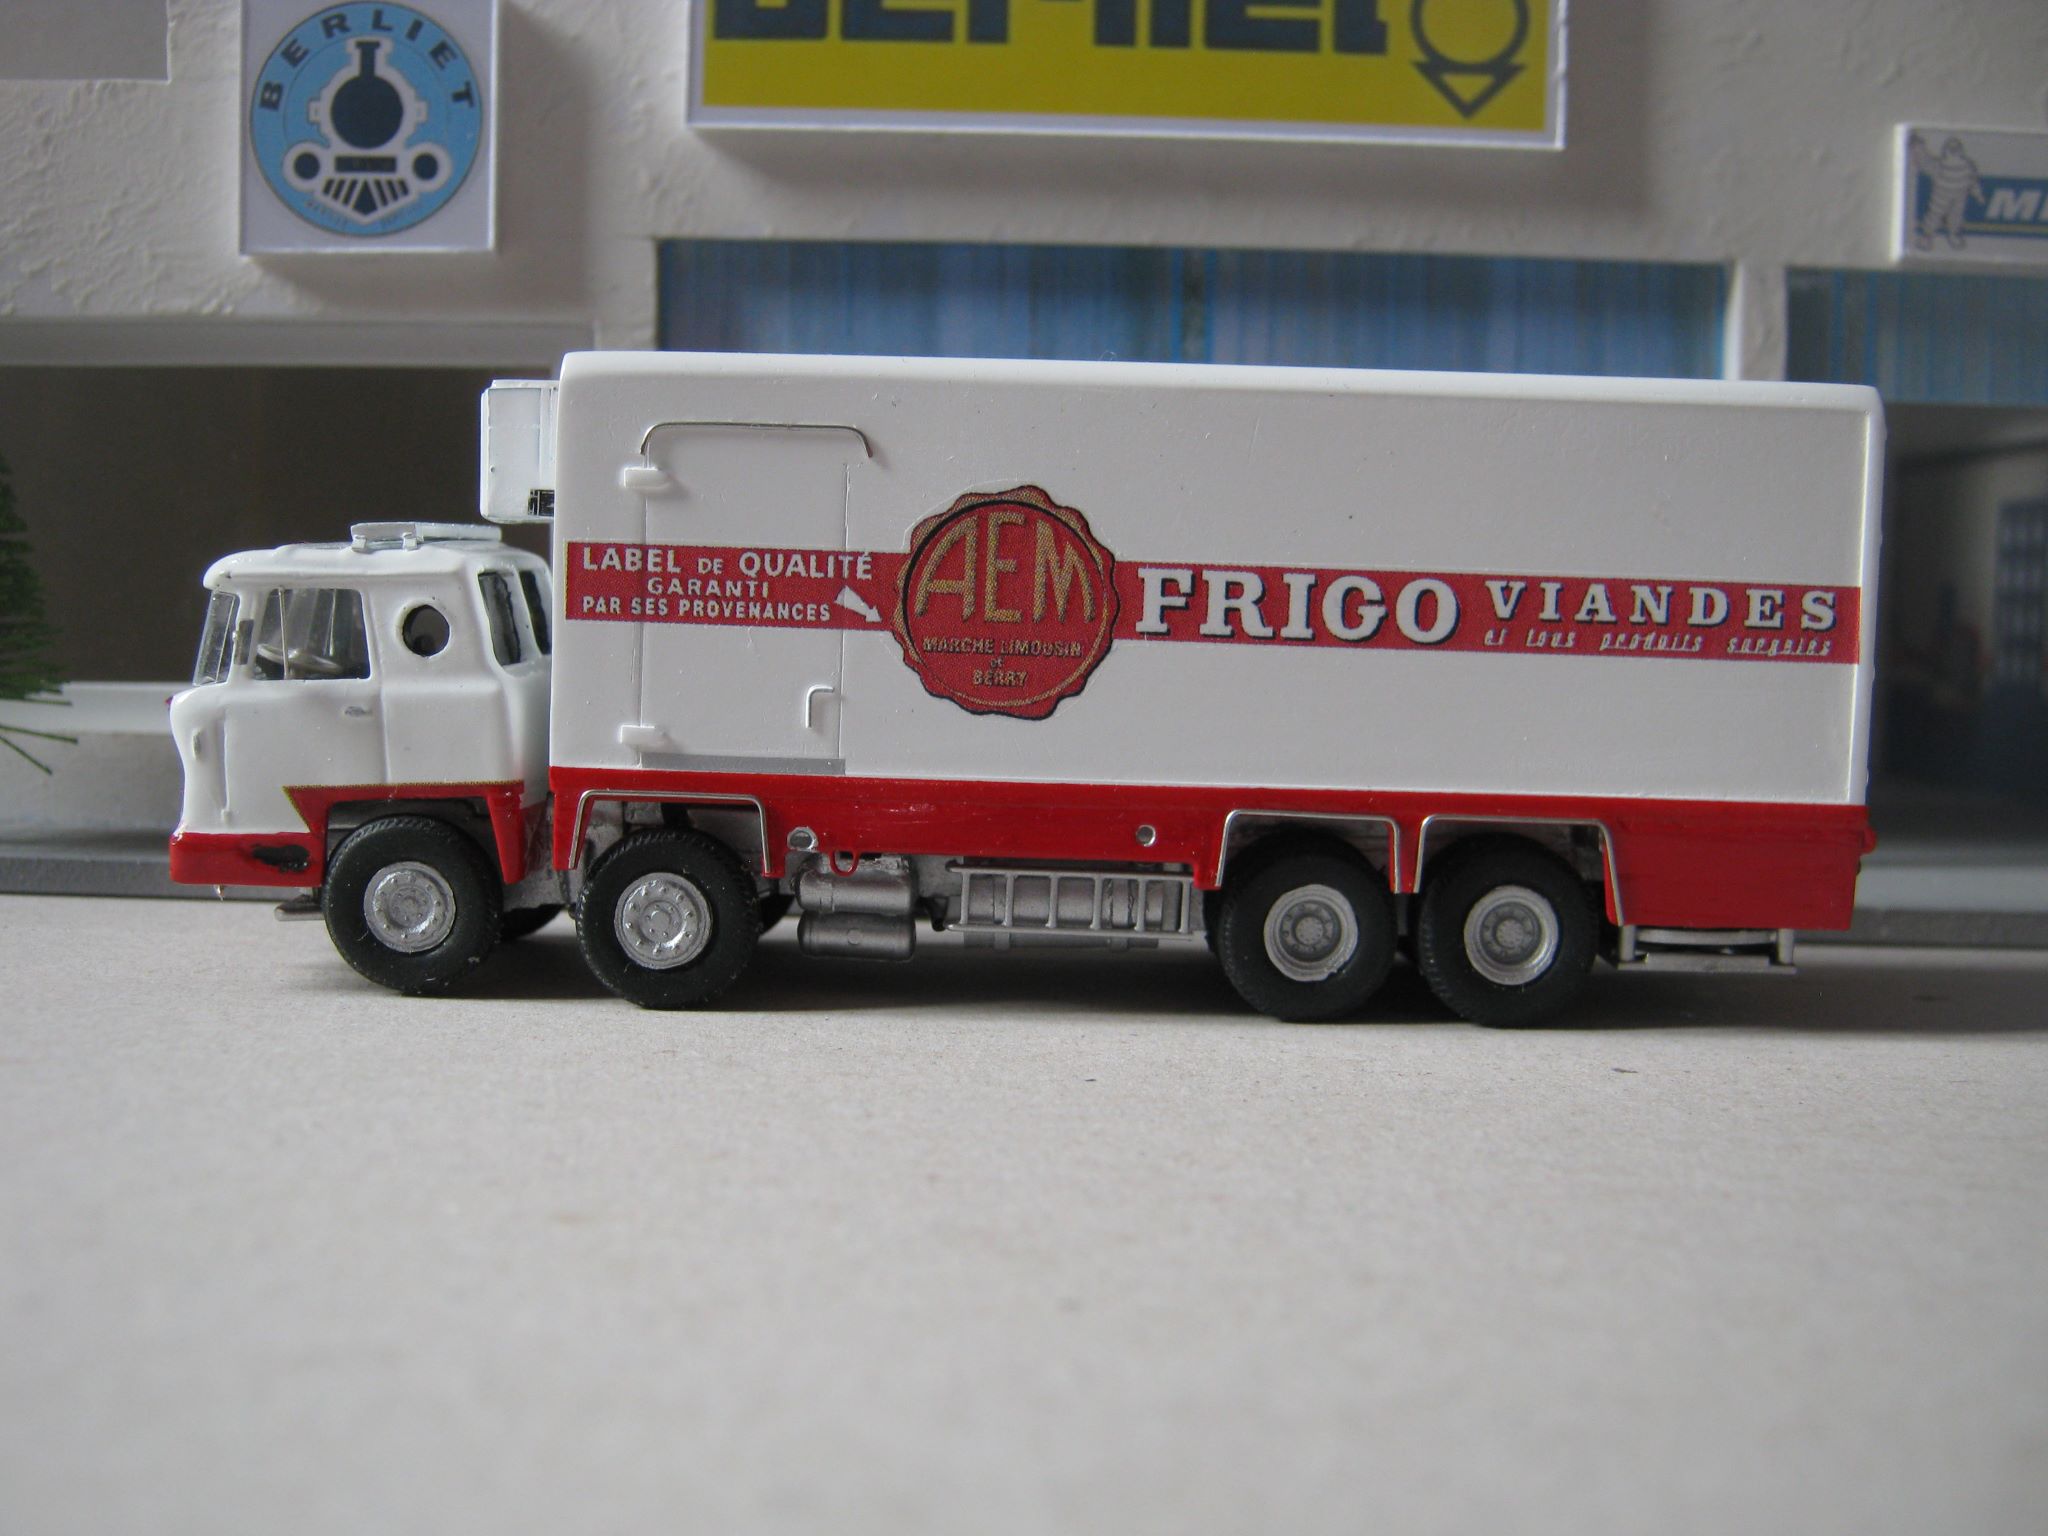 BERLIET
Berliet
MI
LABEL DE QUALITÉ
GARANTI
PAR SES PROVENANCES
AEM
MARCHE LIMOUSIN
et
BERRY
FRIGO VIANDES
et tous produits surgelés